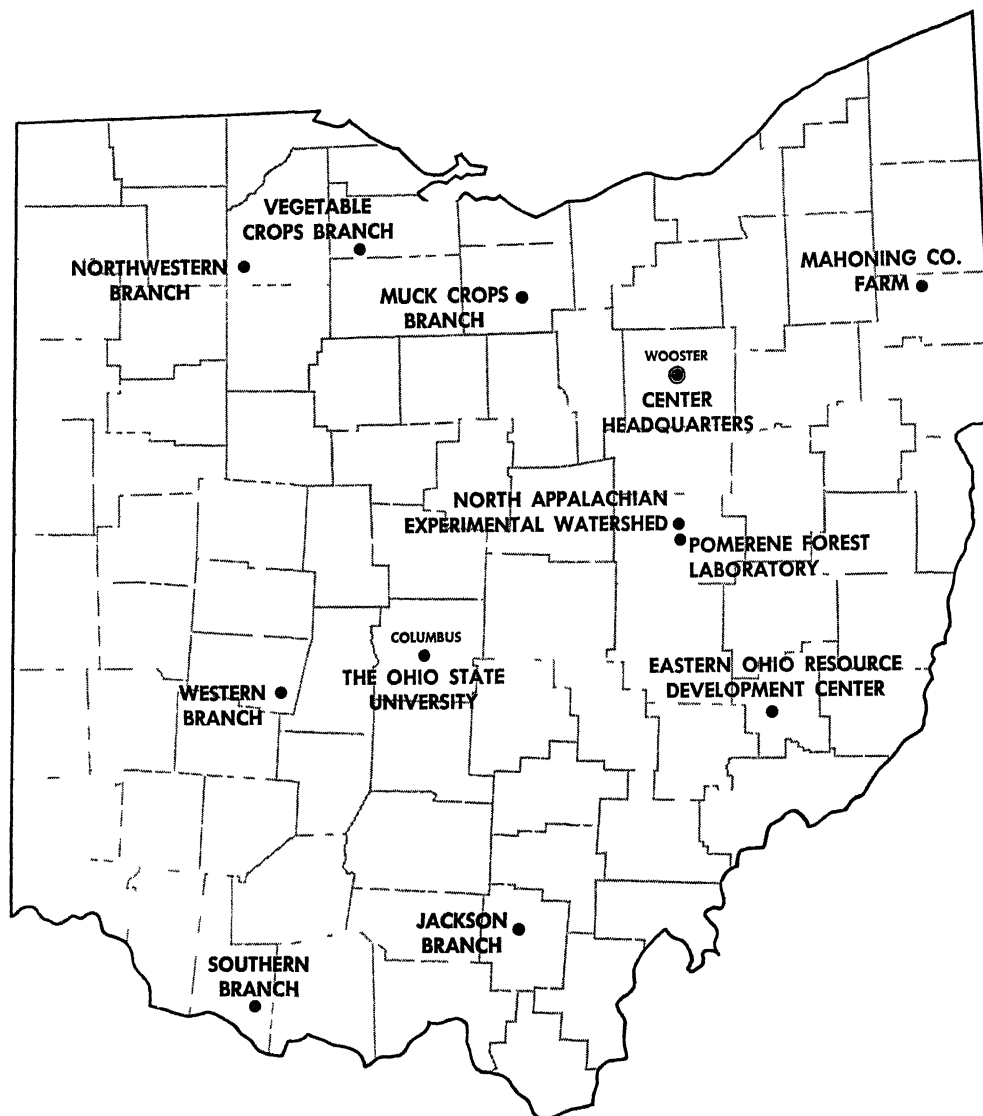 VEGETABLE
CROPS BRANCH
NORTHWESTERN
BRANCH
MUCK CROPS
BRANCH
MAHONING CO.
FARM
WOOSTER
CENTER
HEADQUARTERS
NORTH APPALACHIAN
EXPERIMENTAL WATERSHED
POMERENE FOREST
LABORATORY
COLUMBUS
THE OHIO STATE
UNIVERSITY
EASTERN OHIO RESOURCE
DEVELOPMENT CENTER
WESTERN
BRANCH
JACKSON
BRANCH
SOUTHERN
BRANCH